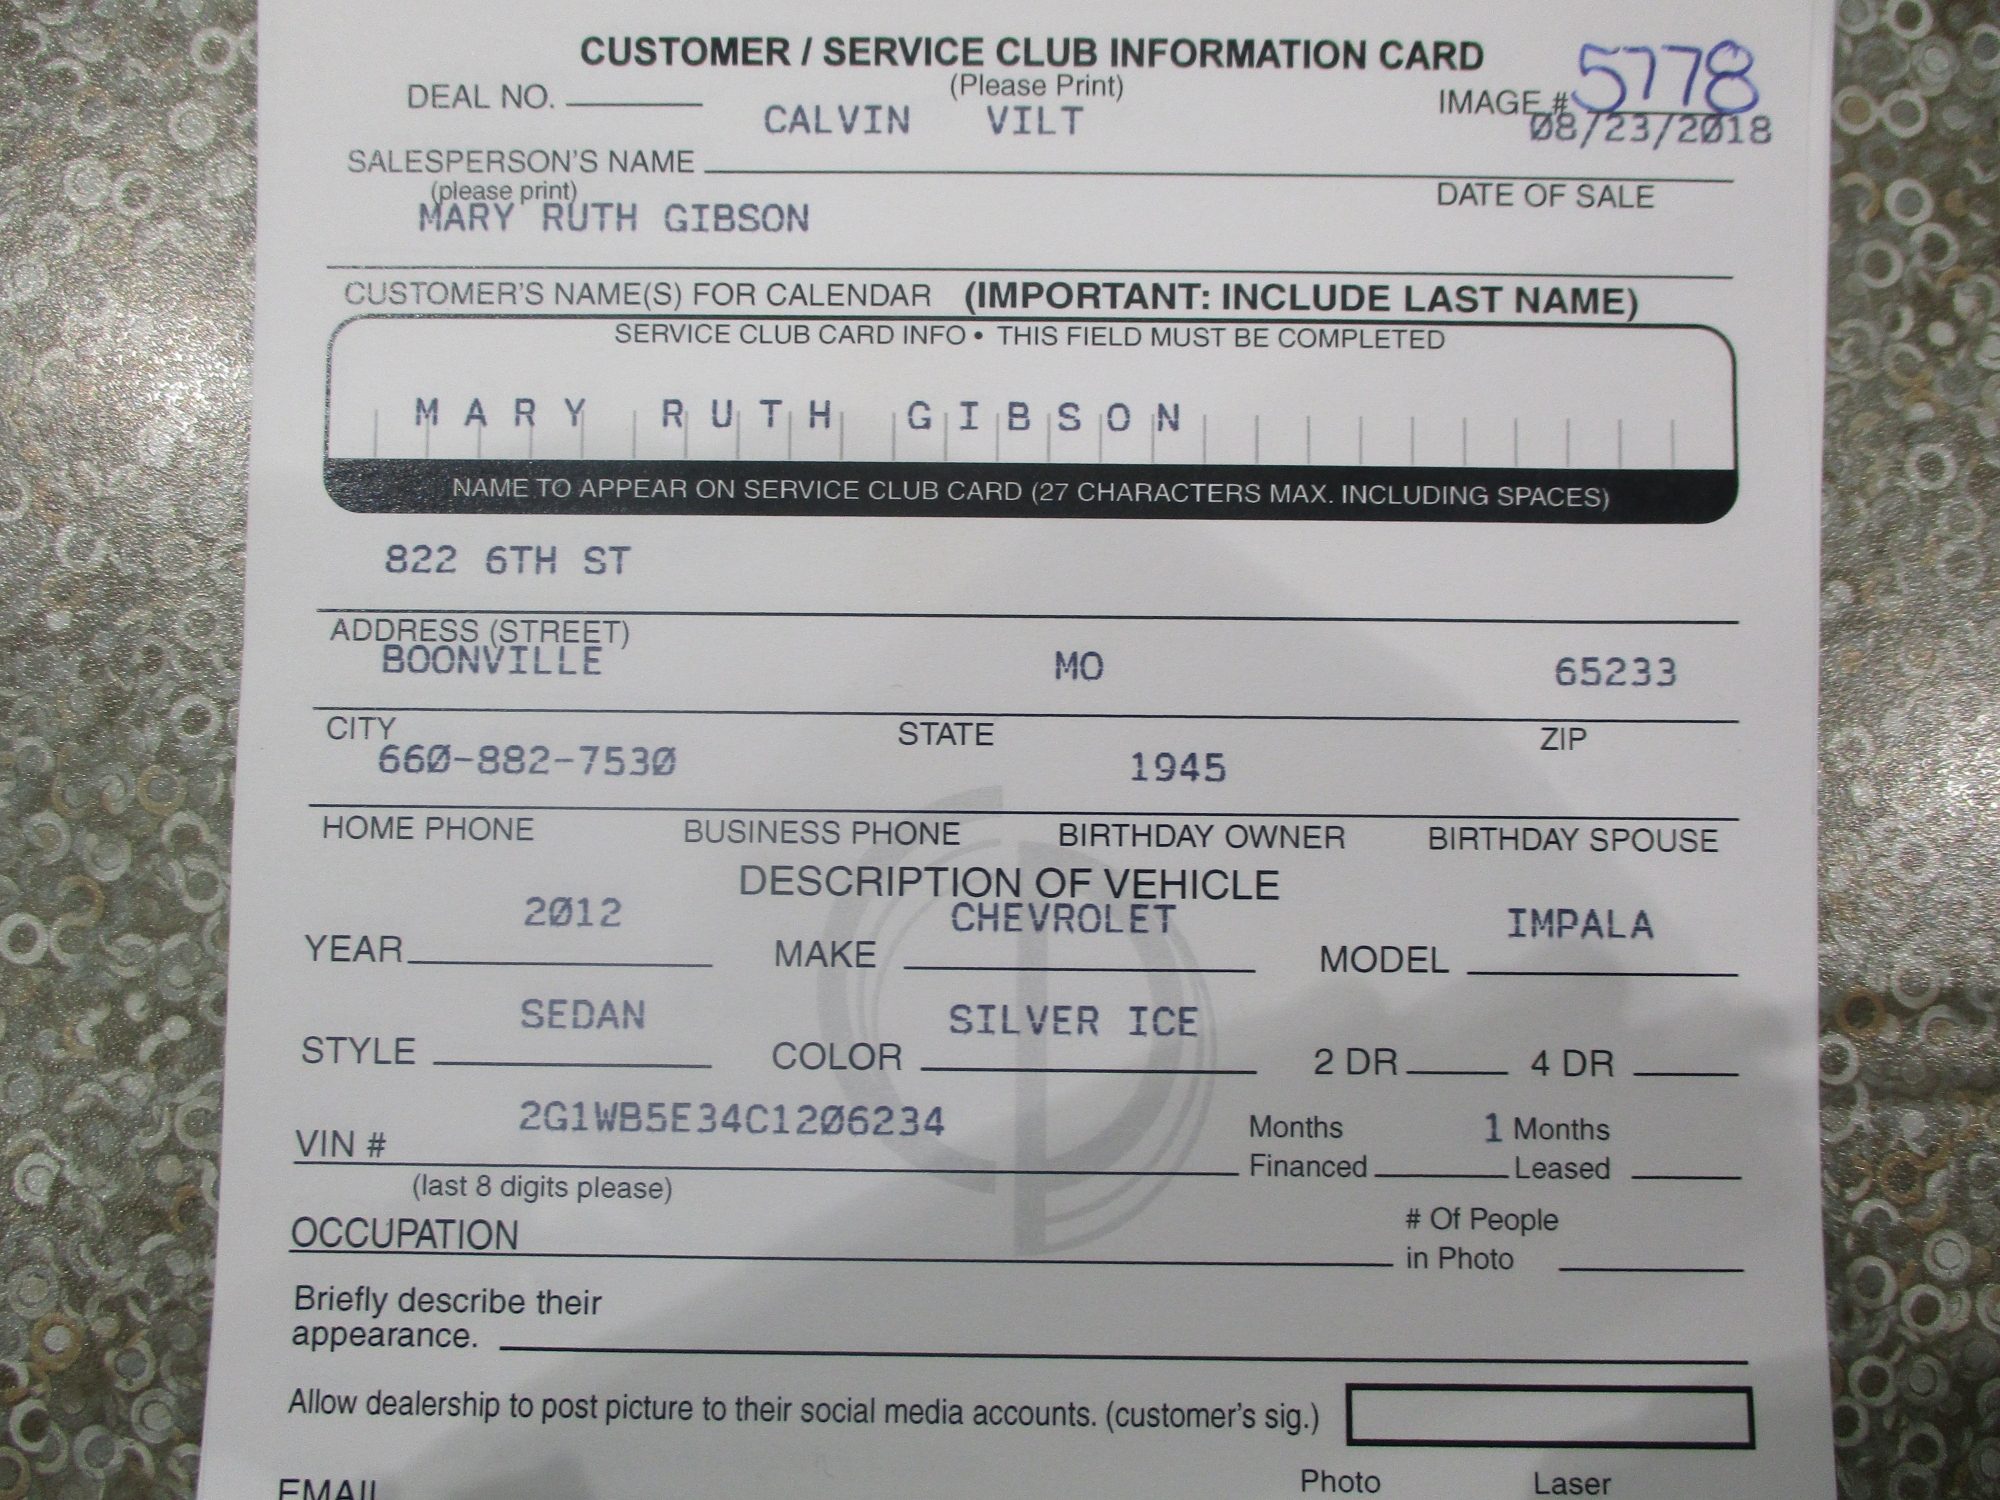 CUSTOMER / SERVICE CLUB INFORMATION CARD
(Please Print)
DEAL NO.
IMAGE # 5778
CALVIN VILT
08/23/2018
SALESPERSON'S NAME
(please print)
DATE OF SALE
MARY RUTH GIBSON
CUSTOMER'S NAME(S) FOR CALENDAR (IMPORTANT: INCLUDE LAST NAME)
SERVICE CLUB CARD INFO • THIS FIELD MUST BE COMPLETED
MARY RUTH GIBSON
NAME TO APPEAR ON SERVICE CLUB CARD (27 CHARACTERS MAX. INCLUDING SPACES)
822 6TH ST
ADDRESS (STREET)
BOONVILLE MO 65233
CITY STATE ZIP
660-882-7530 1945
HOME PHONE BUSINESS PHONE BIRTHDAY OWNER BIRTHDAY SPOUSE
DESCRIPTION OF VEHICLE
2012 CHEVROLET IMPALA
YEAR MAKE MODEL
SEDAN SILVER ICE
STYLE COLOR 2 DR 4 DR
2G1WB5E34C1206234
VIN #
(last 8 digits please)
Months 1 Months
Financed Leased
OCCUPATION
# Of People
in Photo
Briefly describe their
appearance.
Allow dealership to post picture to their social media accounts. (customer's sig.)
EMAIL
Photo Laser